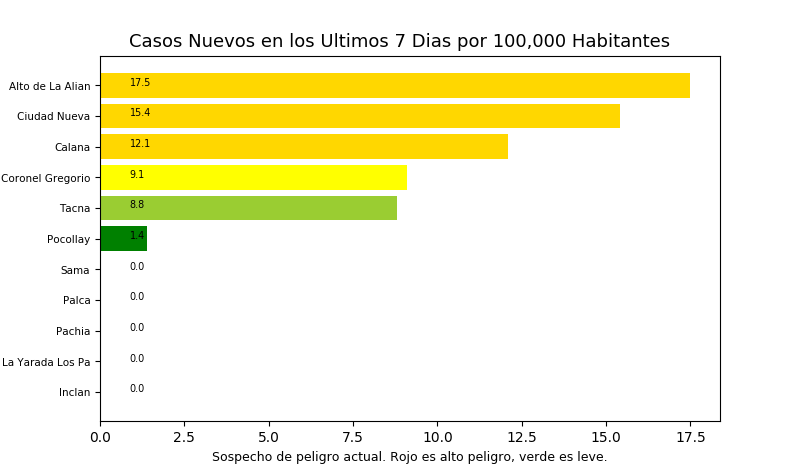 Casos Nuevos en los Ultimos 7 Dias por 100,000 Habitantes
Alto de La Alian 17.5
Ciudad Nueva 15.4
Calana 12.1
Coronel Gregorio 9.1
Tacna 8.8
Pocollay 1.4
Sama 0.0
Palca 0.0
Pachia 0.0
La Yarada Los Pa 0.0
Inclan 0.0
0.0 2.5 5.0 7.5 10.0 12.5 15.0 17.5
Sospecho de peligro actual. Rojo es alto peligro, verde es leve.